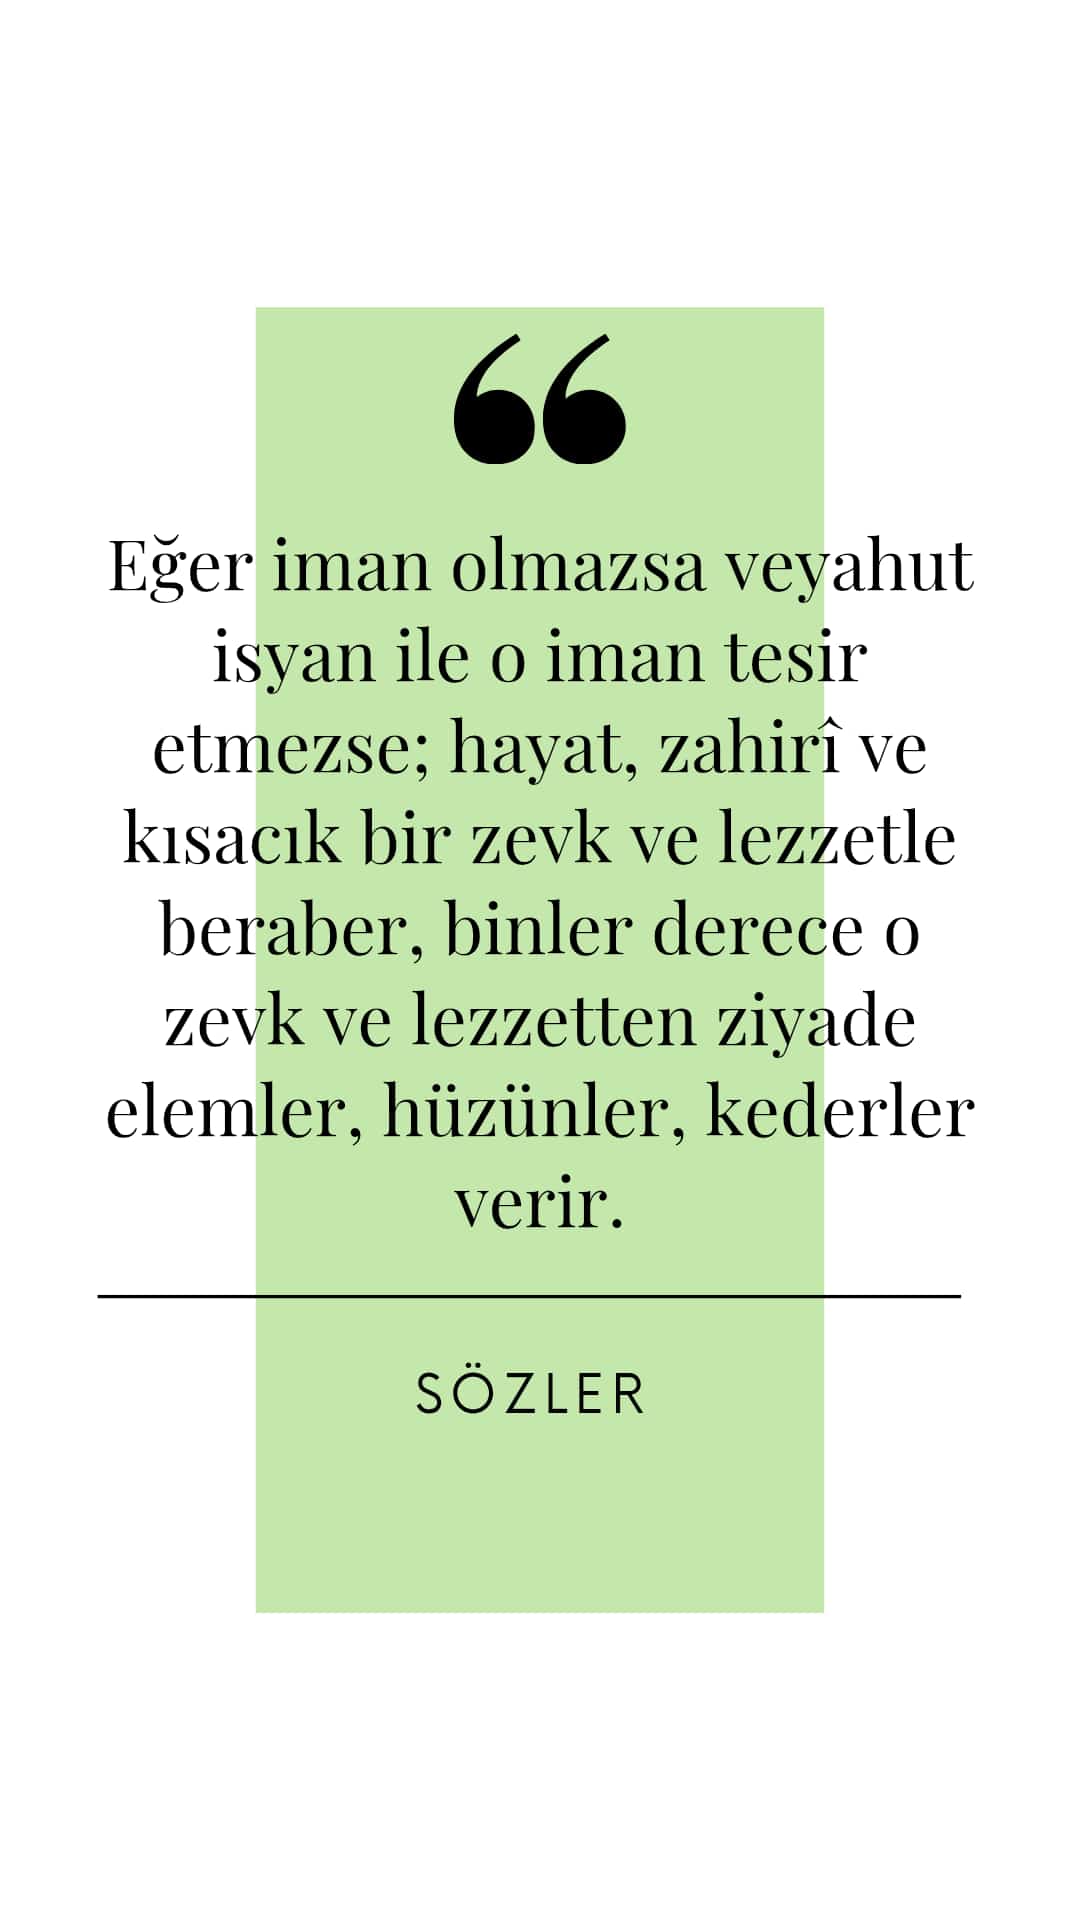 Eğer iman olmazsa veyahut
isyan ile o iman tesir
etmezse; hayat, zahirî ve
kısacık bir zevk ve lezzetle
beraber, binler derece o
zevk ve lezzetten ziyade
elemler, hüzünler, kederler
verir.
SÖZLER